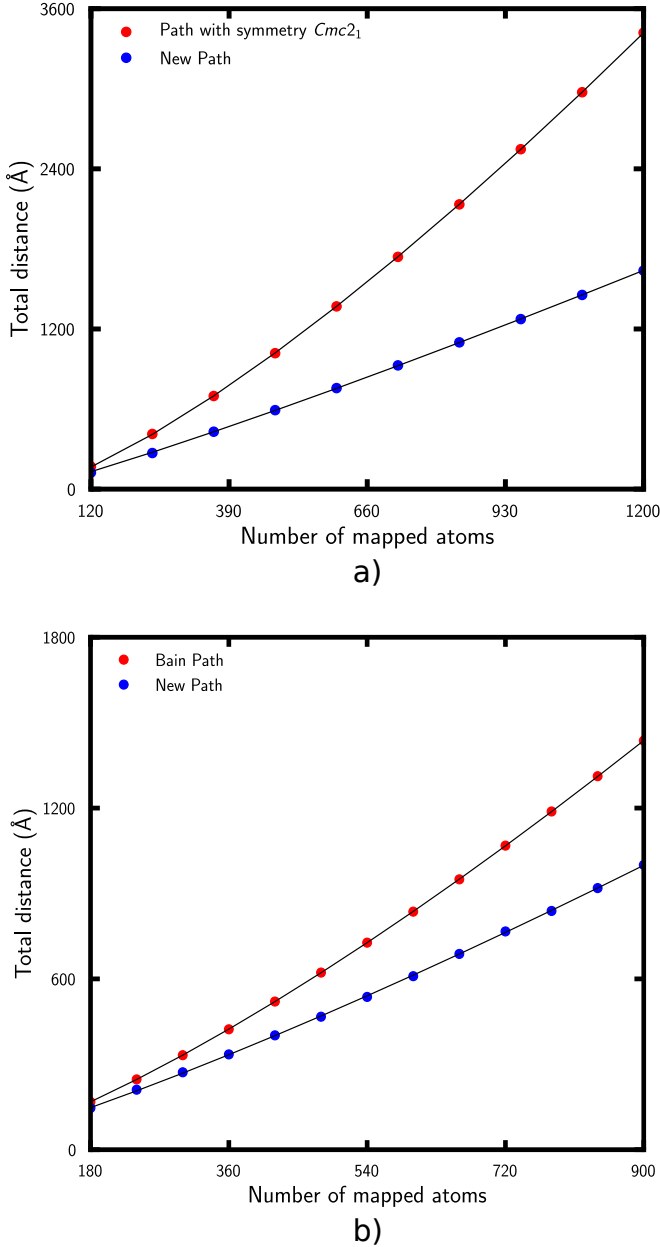 3600
Path with symmetry Cmc2₁
New Path
2400
Total distance (Å)
1200
0
120 390 660 930 1200
Number of mapped atoms
a)
1800
Bain Path
New Path
1200
Total distance (Å)
600
0
180 360 540 720 900
Number of mapped atoms
b)